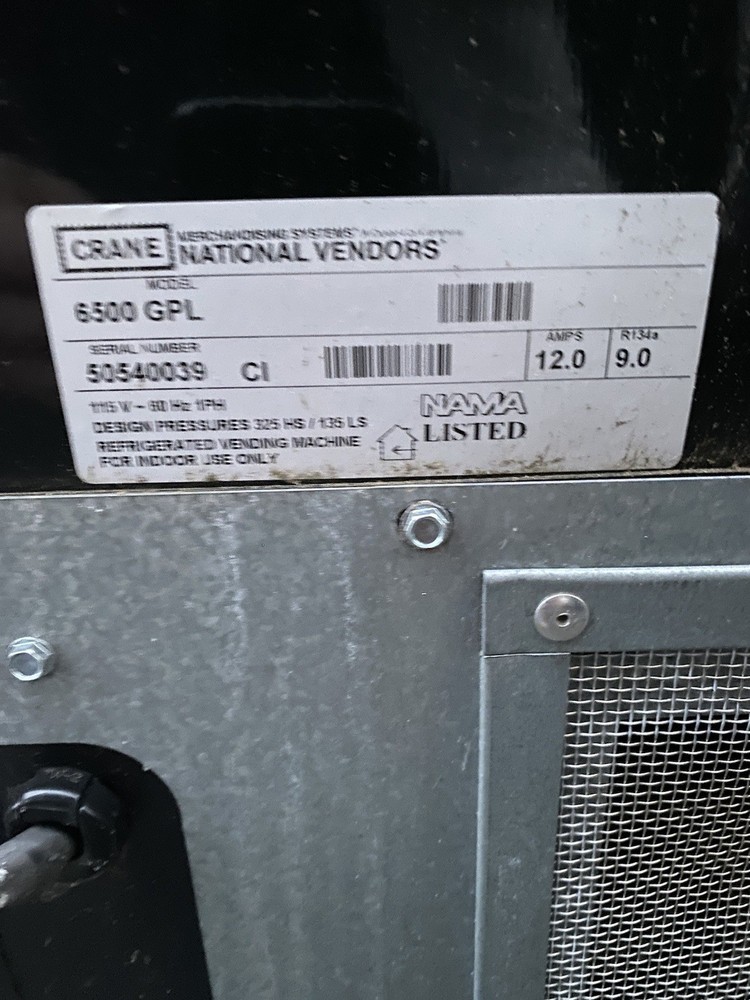 CRANE
MERCHANDISING SYSTEMS
NATIONAL VENDORS
MODEL
6500 GPL
SERIAL NUMBER
50540039 CI
AMPS
12.0
R134a
9.0
115 V - 60 Hz 1PH
DESIGN PRESSURES 325 HS / 135 LS
REFRIGERATED VENDING MACHINE
FOR INDOOR USE ONLY
NAMA
LISTED